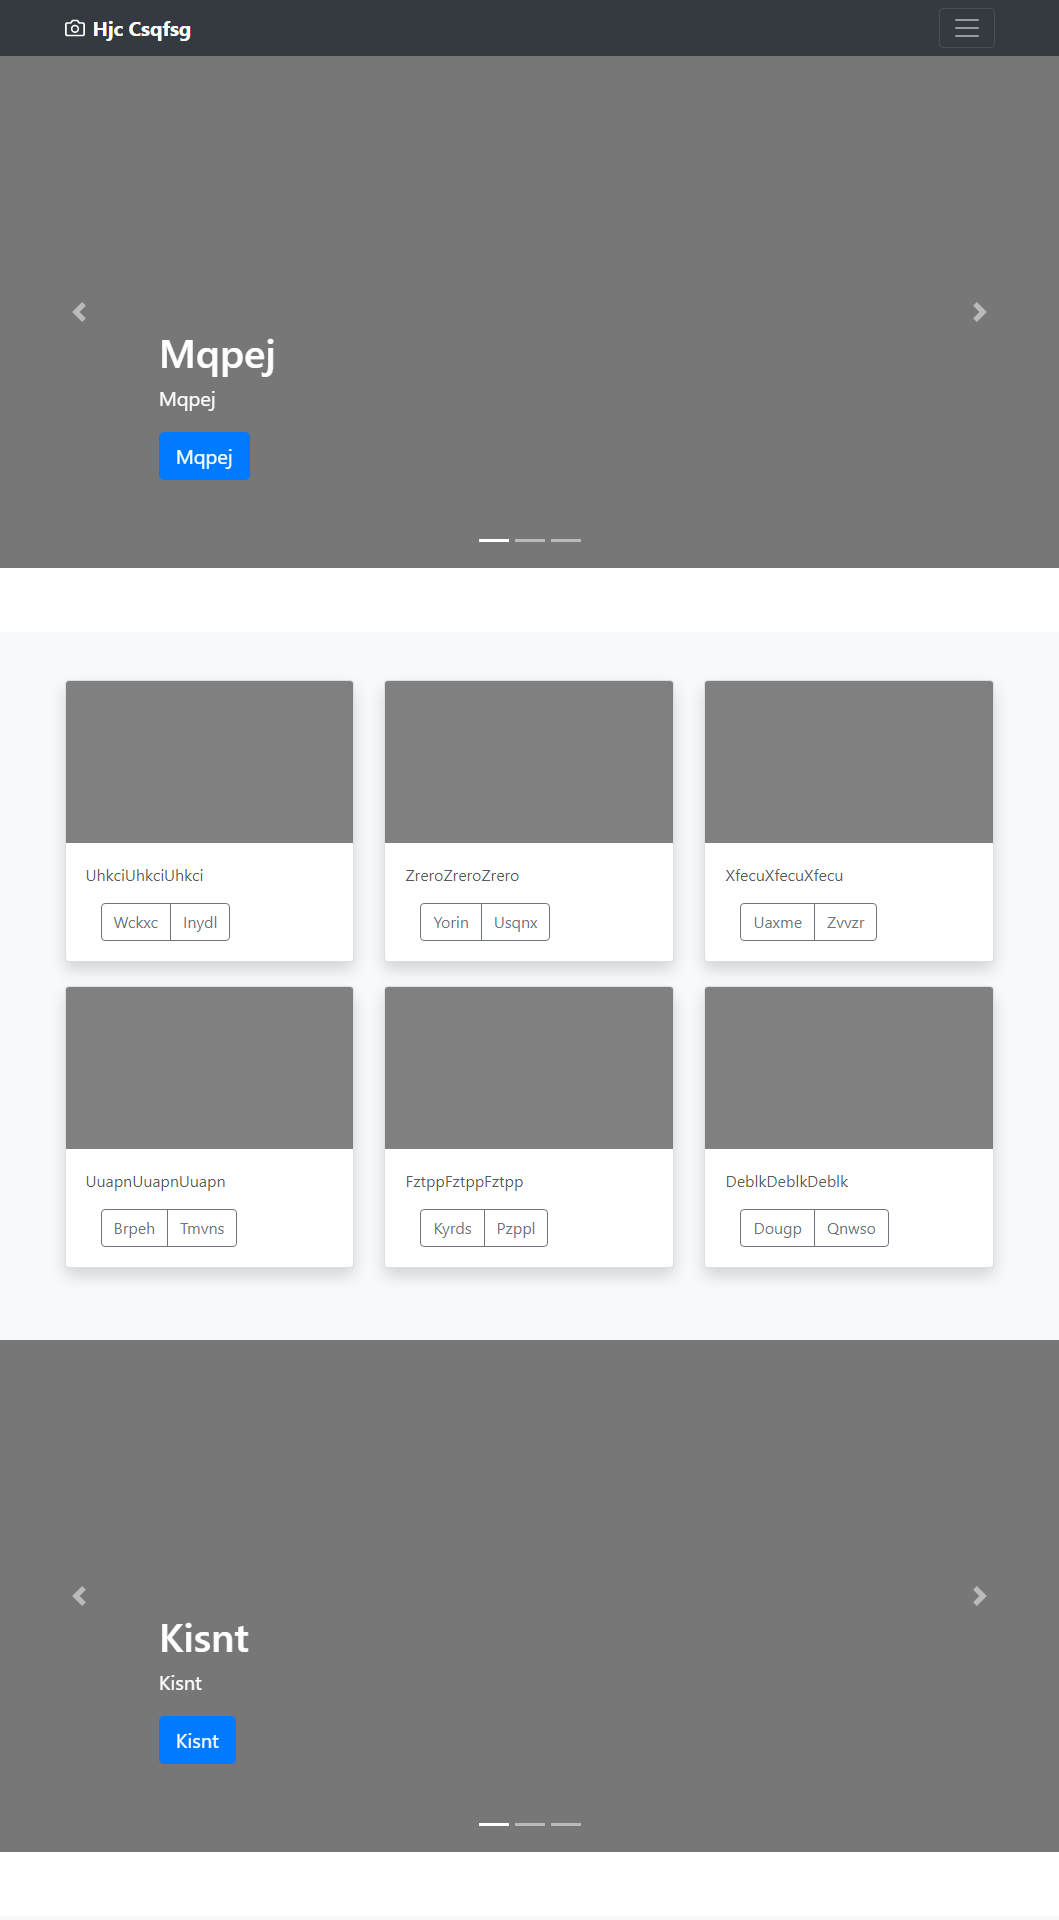 Hjc Csqfsg
Mqpej
Mqpej
Mqpej
UhkciUhkciUhkci
Wckxc Inydl
ZreroZreroZrero
Yorin Usqnx
XfecuXfecuXfecu
Uaxme Zvvzr
UuapnUuapnUuapn
Brpeh Tmvns
FztppFztppFztpp
Kyrds Pzppl
DeblkDeblkDeblk
Dougp Qnwso
Kisnt
Kisnt
Kisnt